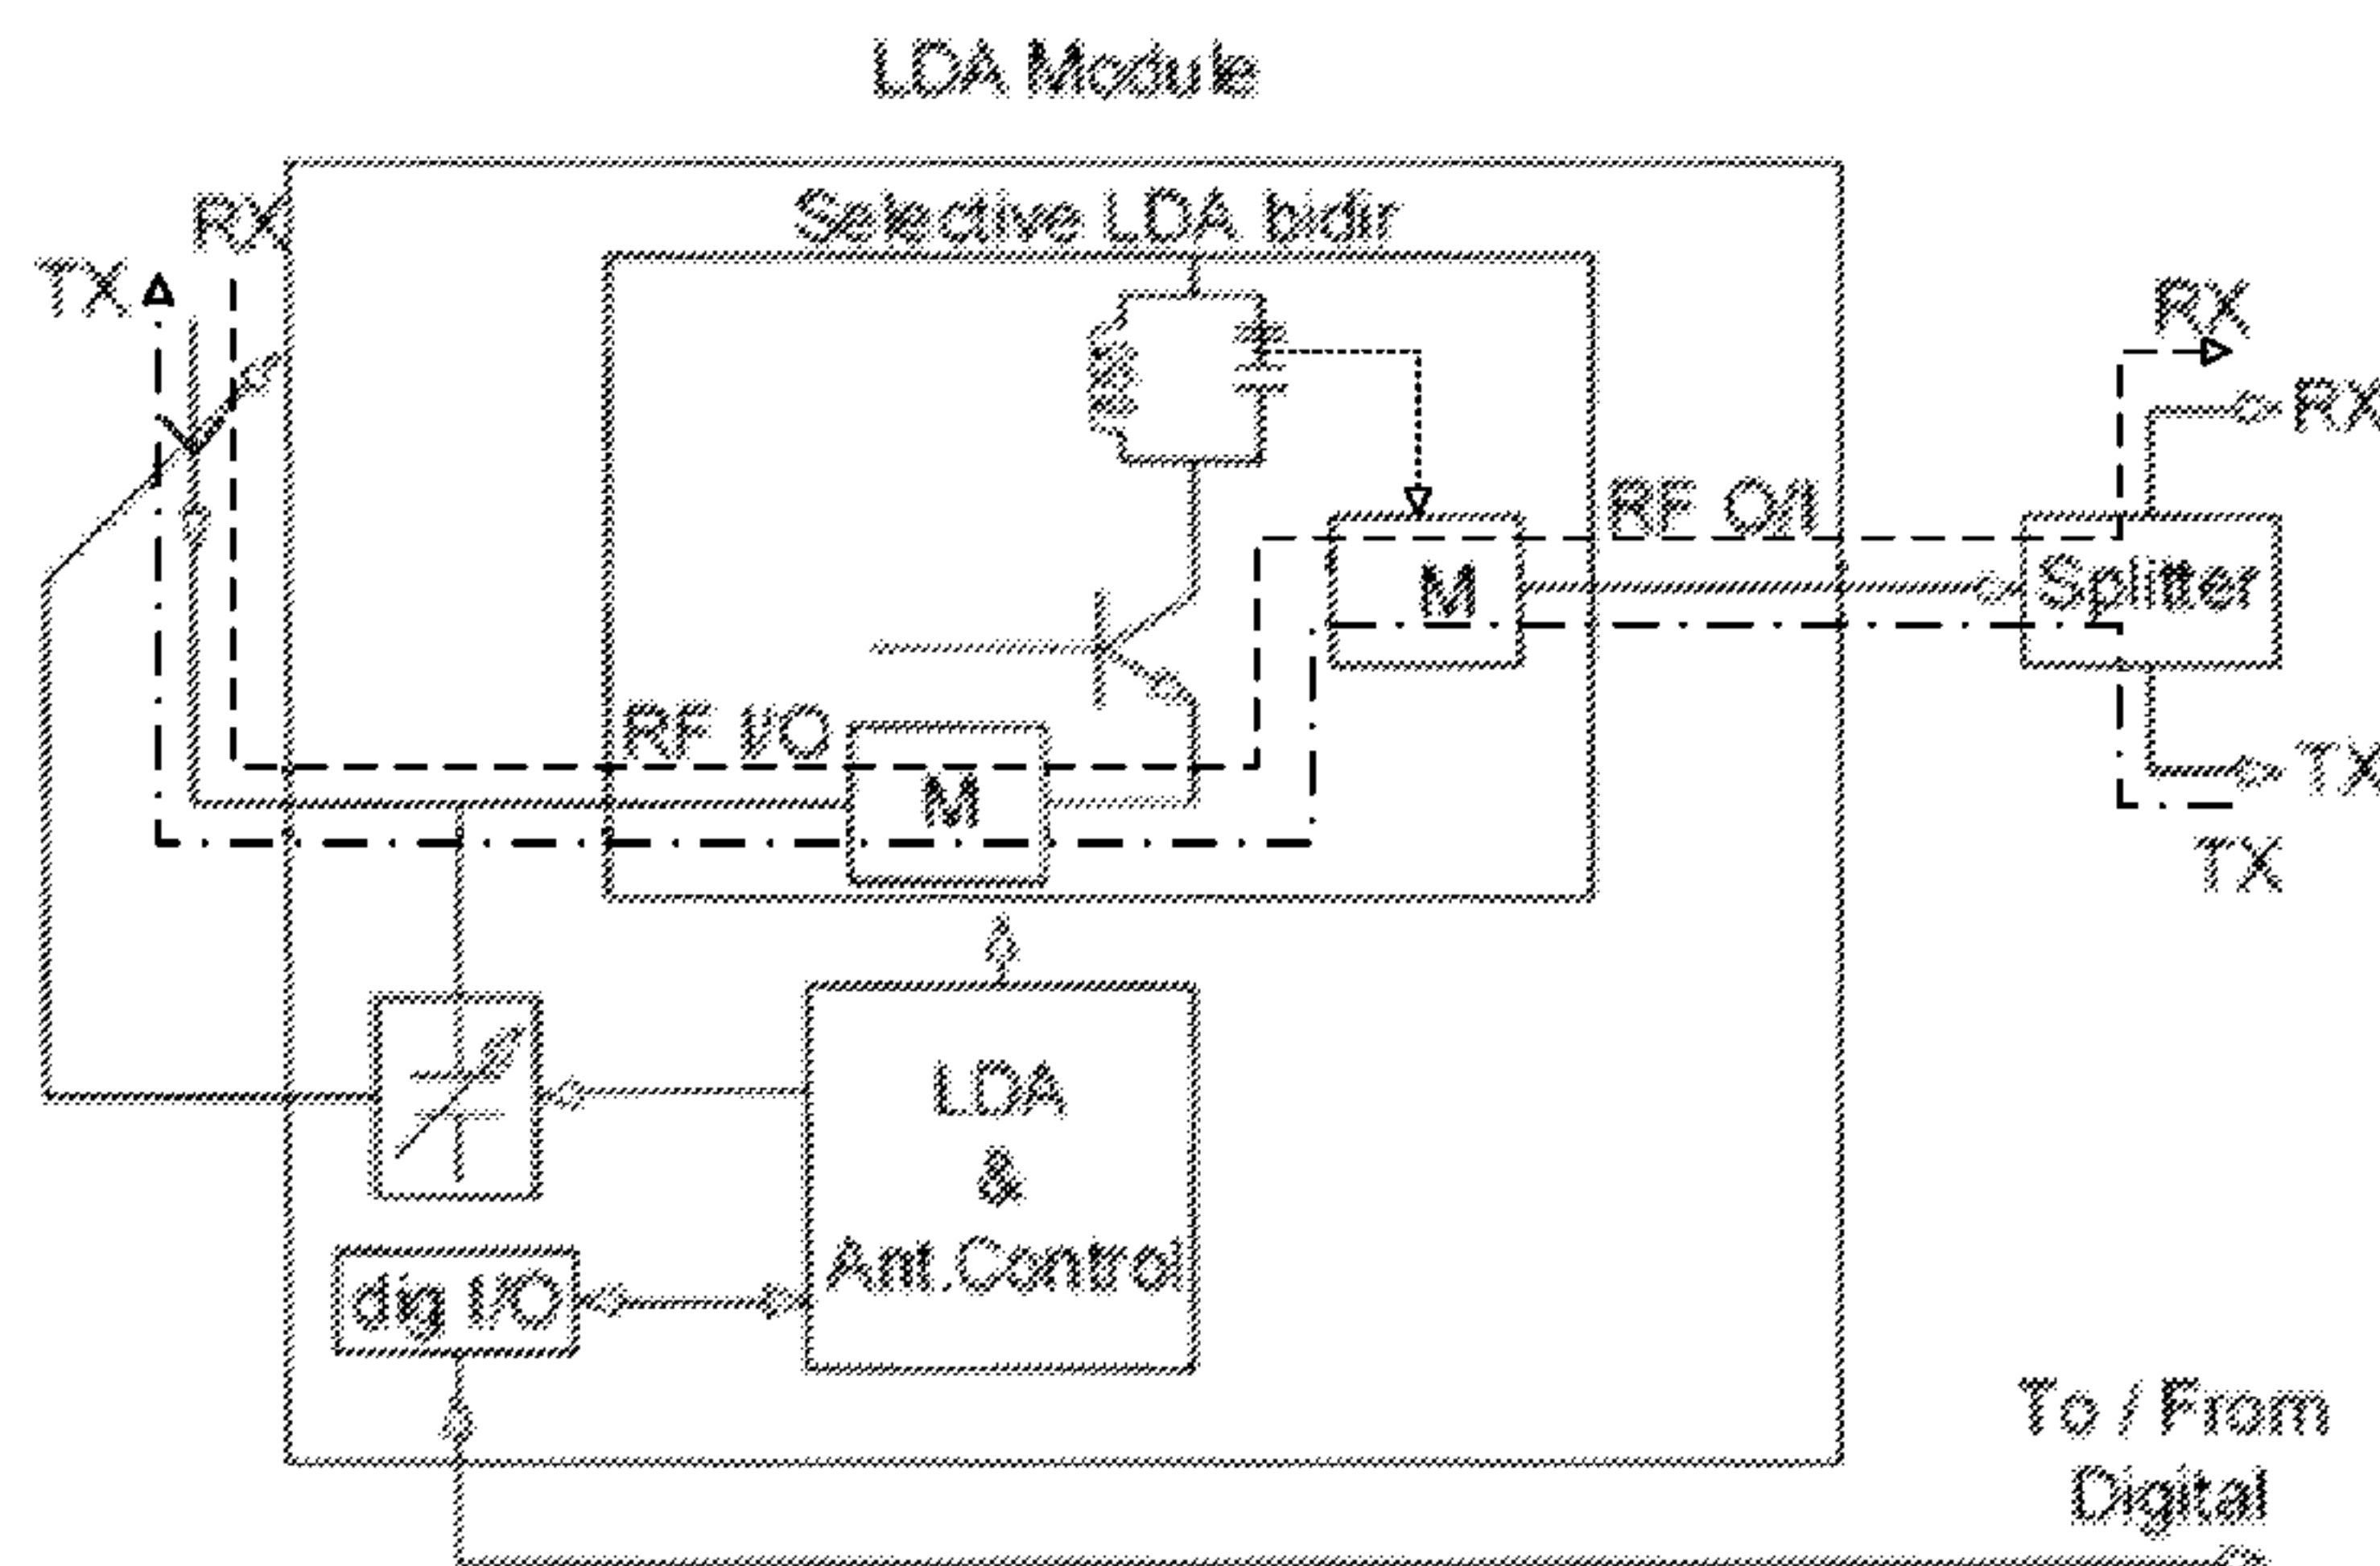 LDA Module
RX
Selective LDA bidir
TX
RX
RX
RF O/I
M
Splitter
RF I/O
M
TX
TX
LDA
&
Ant.Control
dig I/O
To / From
Digital